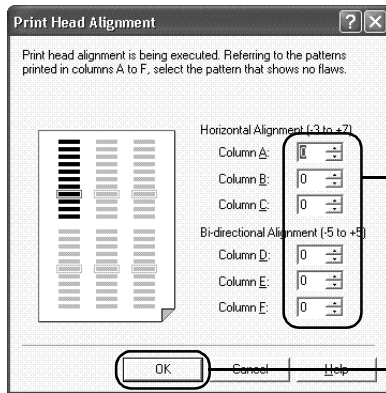 Print Head Alignment
Print head alignment is being executed. Referring to the patterns
printed in columns A to F, select the pattern that shows no flaws.
Horizontal Alignment (-3 to +7)
Column A: 0
Column B: 0
Column C: 0
Bi-directional Alignment (-5 to +5)
Column D: 0
Column E: 0
Column F: 0
OK Cancel Help